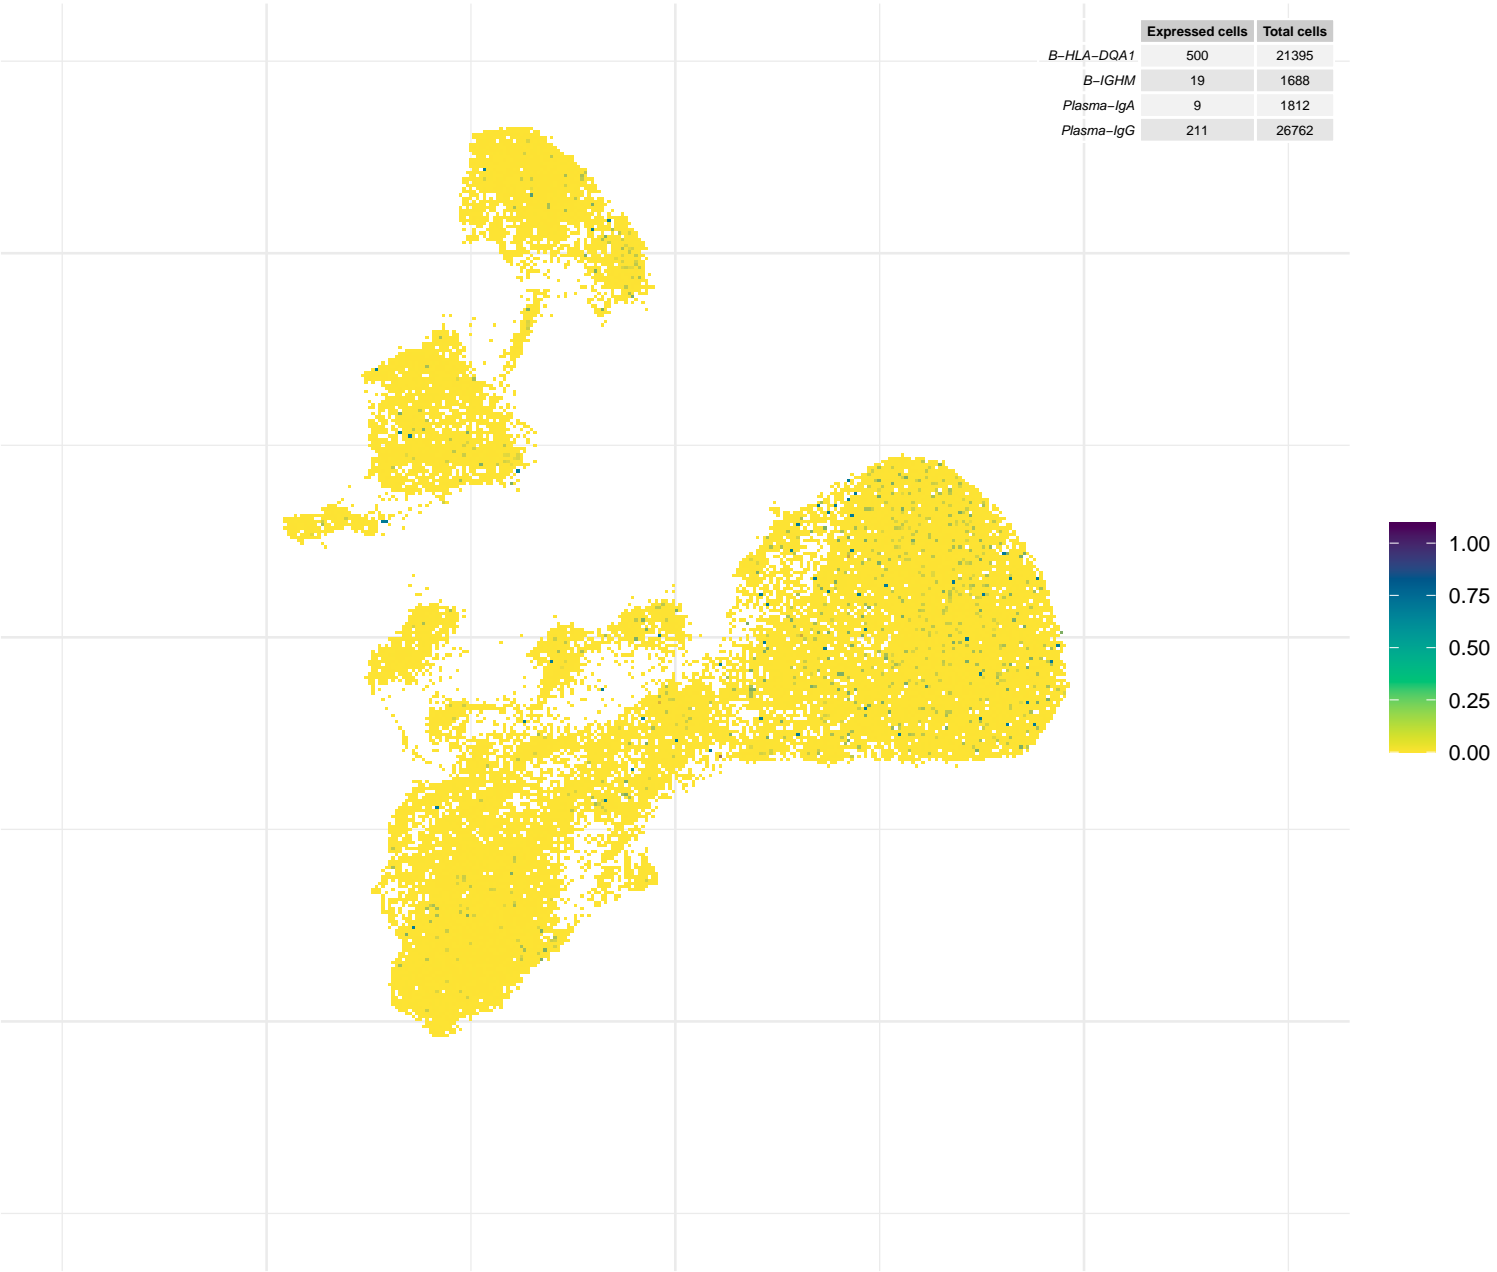 Expressed cells Total cells
B−HLA−DQA1 500 21395
B−IGHM 19 1688
Plasma−IgA 9 1812
Plasma−IgG 211 26762
1.00
0.75
0.50
0.25
0.00